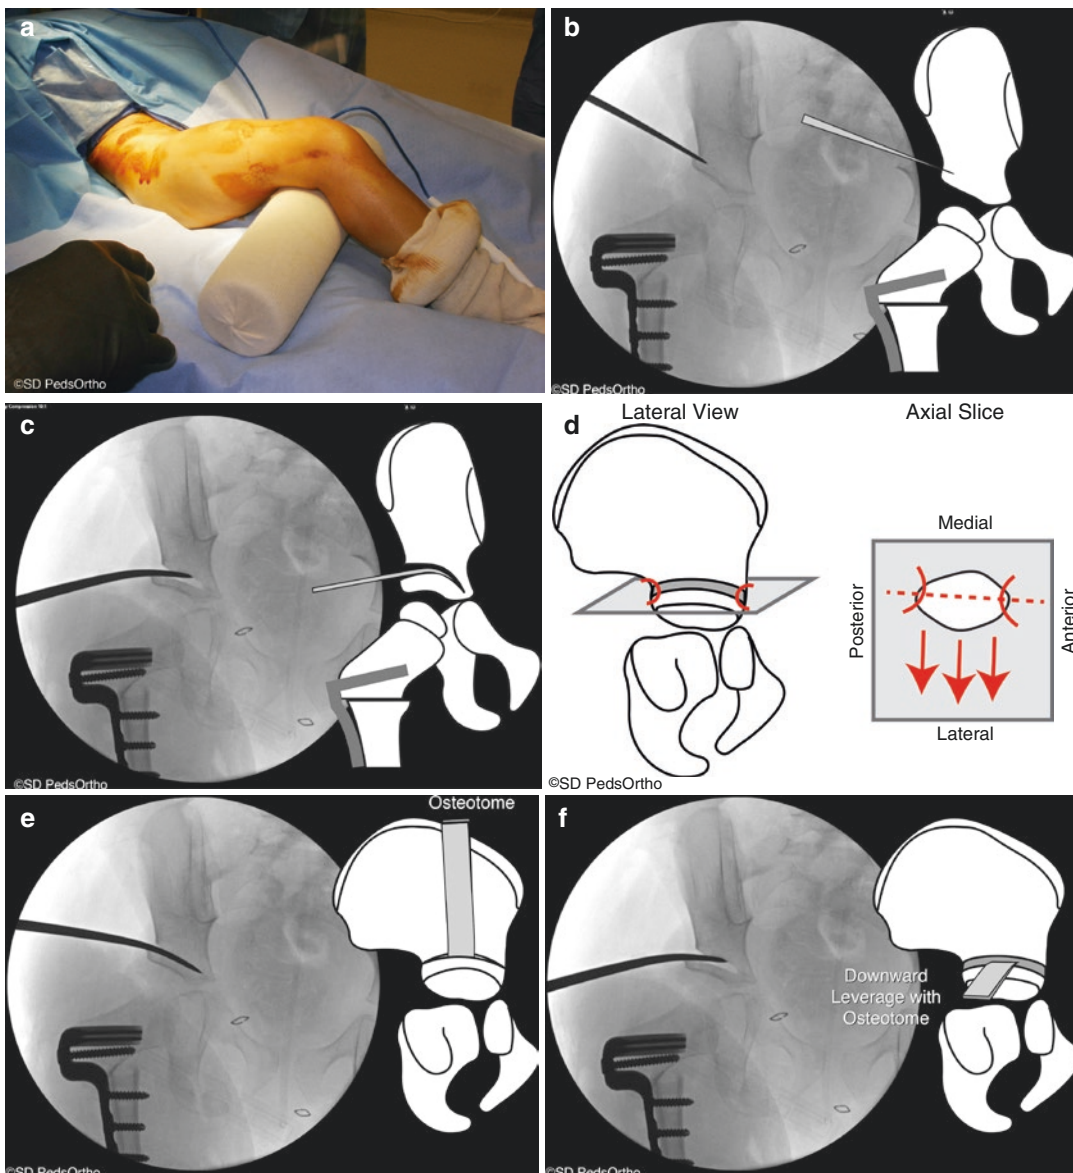 a
©SD PedsOrtho
b
©SD PedsOrtho
c
©SD PedsOrtho
d
Lateral View
Axial Slice
Medial
Posterior
Anterior
Lateral
©SD PedsOrtho
e
Osteotome
©SD PedsOrtho
f
Downward
Leverage with
Osteotome
©SD PedsOrtho